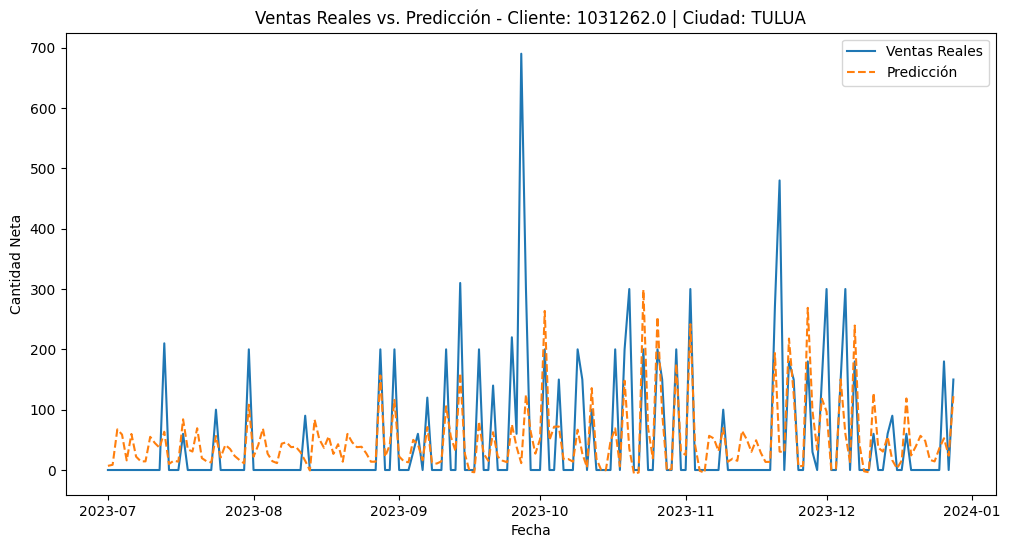 Ventas Reales vs. Predicción - Cliente: 1031262.0 | Ciudad: TULUA
Ventas Reales
Predicción
Cantidad Neta
700
600
500
400
300
200
100
0
2023-07 2023-08 2023-09 2023-10 2023-11 2023-12 2024-01
Fecha